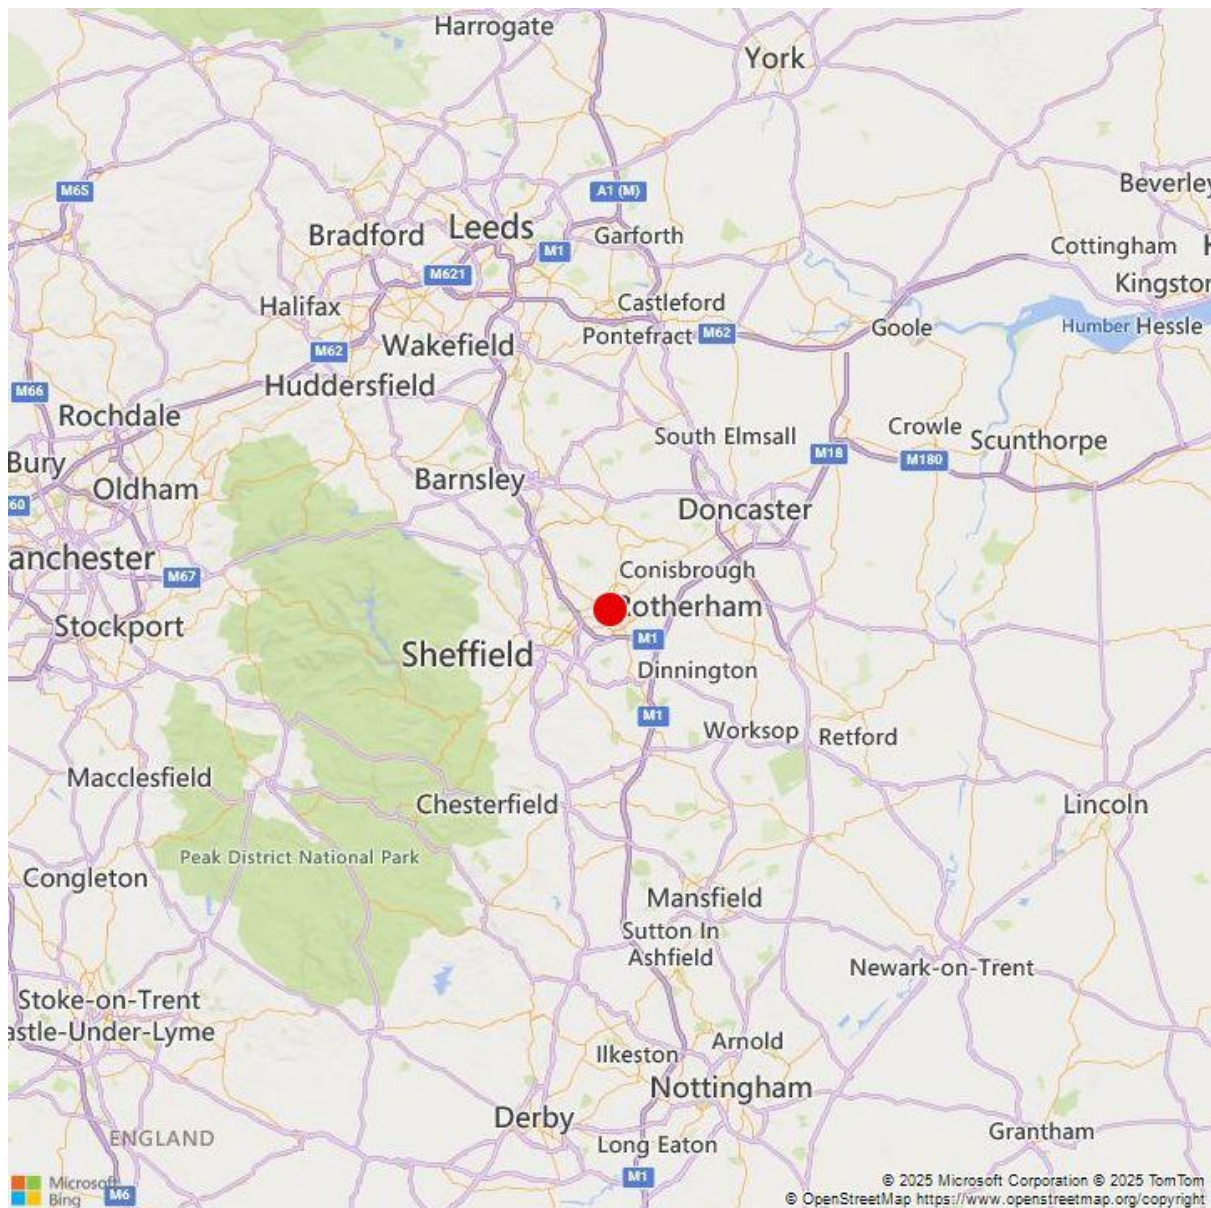 Harrogate
York
M65
A1 (M)
Beverley
Bradford
Leeds
Garforth
M1
Cottingham
H
M621
Kingston
Halifax
Castleford
Pontefract
M62
Goole
Humber
Hessle
Wakefield
M62
Huddersfield
M66
Rochdale
South Elmsall
Crowle
Scunthorpe
M18
M180
Bury
Barnsley
Oldham
60
Doncaster
anchester
M67
Conisbrough
Rotherham
Stockport
M1
Sheffield
Dinnington
M1
Worksop
Retford
Macclesfield
Chesterfield
Lincoln
Peak District National Park
Congleton
Mansfield
Sutton In
Ashfield
Newark-on-Trent
Stoke-on-Trent
astle-Under-Lyme
Arnold
Ilkeston
Nottingham
Derby
ENGLAND
Long Eaton
Grantham
M1
M6
Microsoft
Bing
© 2025 Microsoft Corporation © 2025 TomTom
© OpenStreetMap https://www.openstreetmap.org/copyright